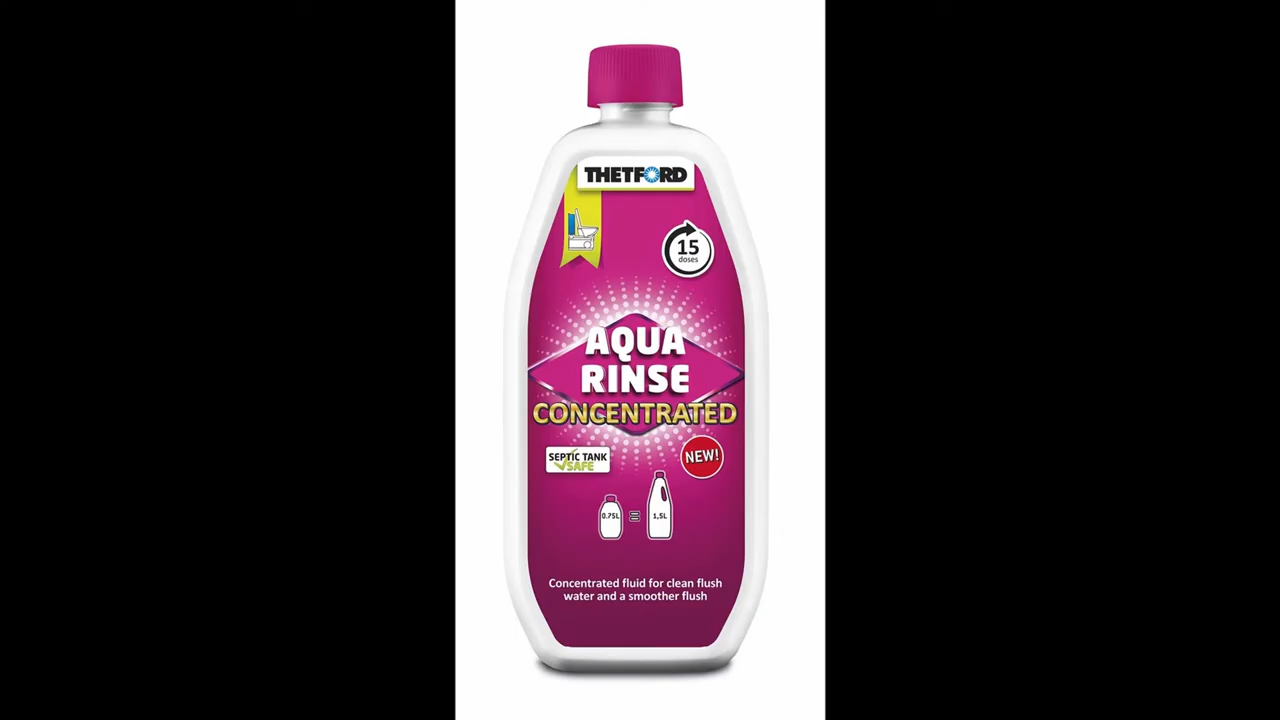 THETFORD
15
doses
AQUA
RINSE
CONCENTRATED
SEPTIC TANK
SAFE
NEW!
0.75L = 1,5L
Concentrated fluid for clean flush
water and a smoother flush